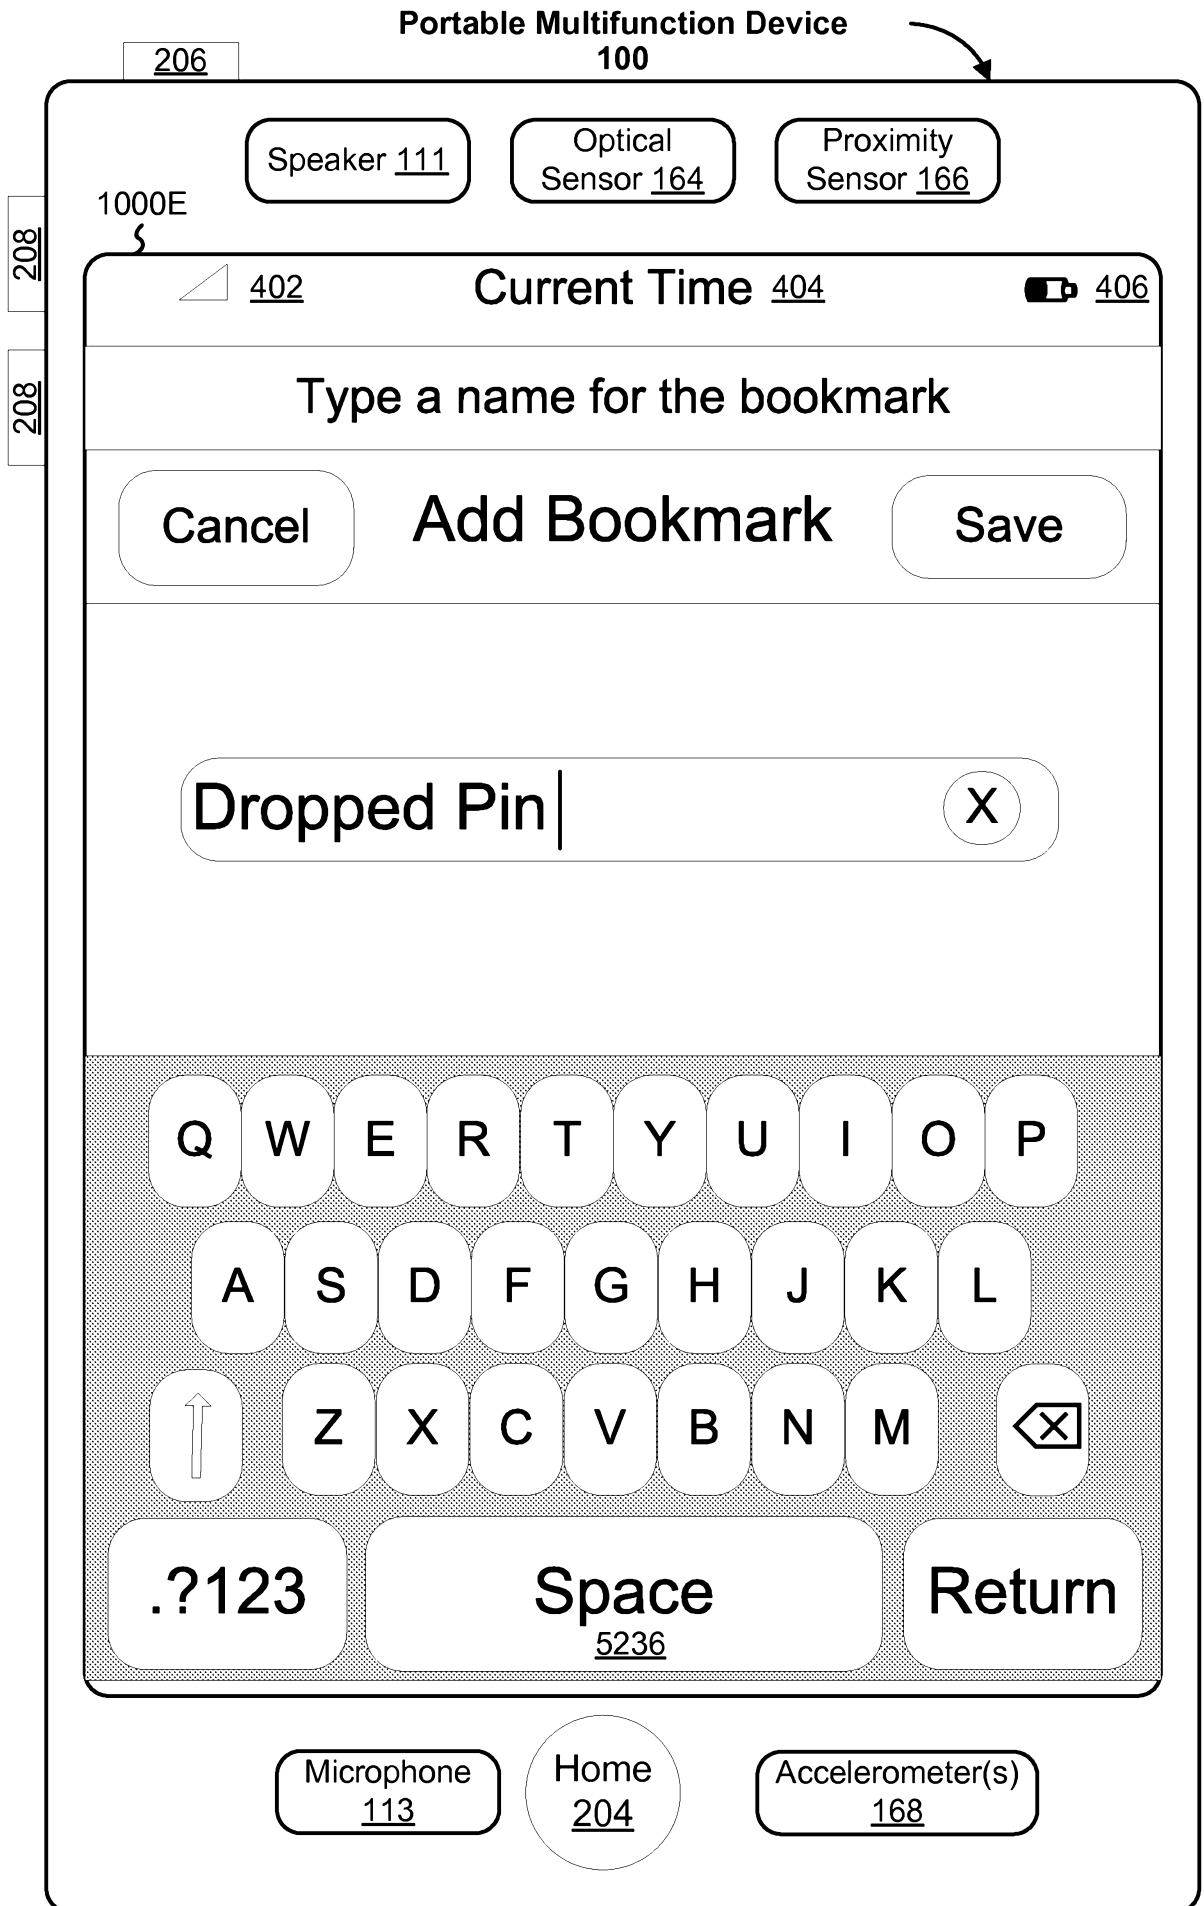 Portable Multifunction Device
100
206
Speaker 111
Optical
Sensor 164
Proximity
Sensor 166
1000E
208
208
402 Current Time 404 406
Type a name for the bookmark
Cancel Add Bookmark Save
Dropped Pin X
Q W E R T Y U I O P
A S D F G H J K L
Z X C V B N M X
.?123 Space Return
5236
Microphone
113
Home
204
Accelerometer(s)
168